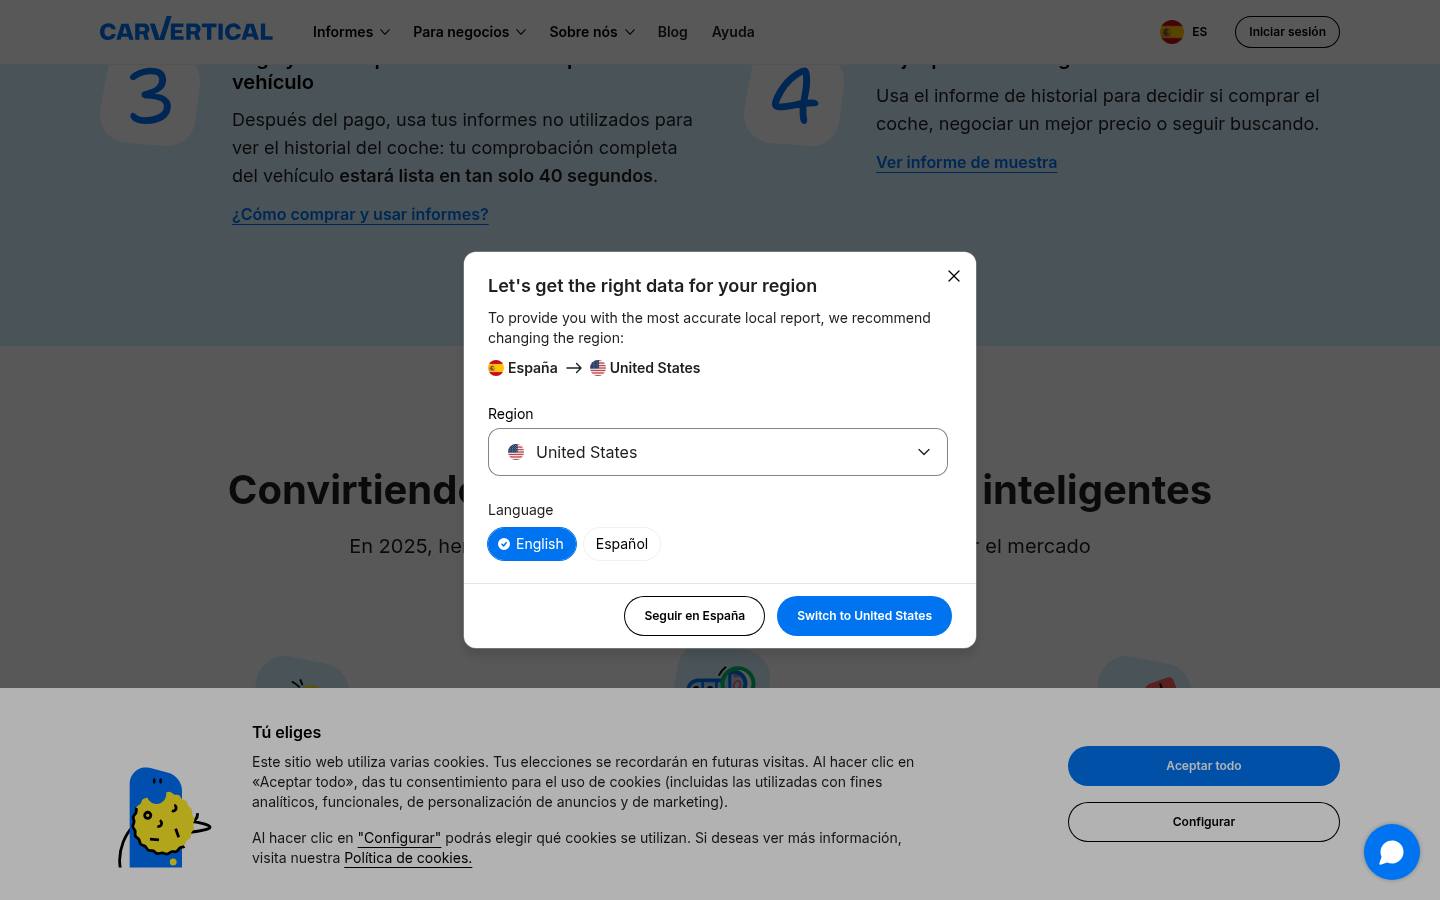 CARVERTICAL
Informes
Para negocios
Sobre nós
Blog
Ayuda
ES
Iniciar sesión
3
vehículo
Después del pago, usa tus informes no utilizados para
ver el historial del coche: tu comprobación completa
del vehículo estará lista en tan solo 40 segundos.
¿Cómo comprar y usar informes?
4
Usa el informe de historial para decidir si comprar el
coche, negociar un mejor precio o seguir buscando.
Ver informe de muestra
Let's get the right data for your region
To provide you with the most accurate local report, we recommend
changing the region:
España → United States
Region
United States
Language
English
Español
Seguir en España
Switch to United States
inteligentes
En 2025,
el mercado
Tú eliges
Este sitio web utiliza varias cookies. Tus elecciones se recordarán en futuras visitas. Al hacer clic en
«Aceptar todo», das tu consentimiento para el uso de cookies (incluidas las utilizadas con fines
analíticos, funcionales, de personalización de anuncios y de marketing).
Al hacer clic en "Configurar" podrás elegir qué cookies se utilizan. Si deseas ver más información,
visita nuestra Política de cookies.
Aceptar todo
Configurar